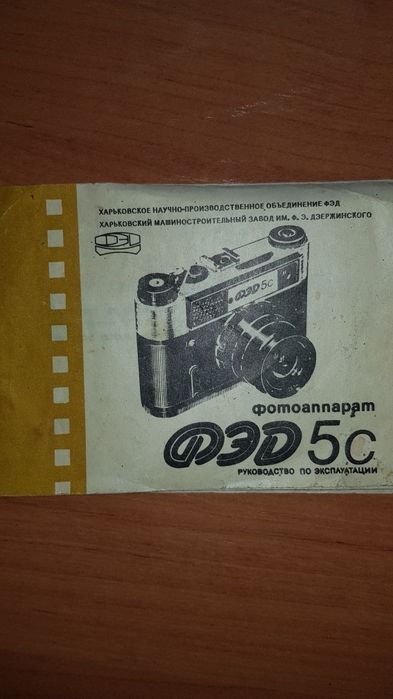 ХАРЬКОВСКОЕ НАУЧНО-ПРОИЗВОДСТВЕННОЕ ОБЪЕДИНЕНИЕ ФЭД
ХАРЬКОВСКИЙ МАШИНОСТРОИТЕЛЬНЫЙ ЗАВОД ИМ. Ф. Э. ДЗЕРЖИНСКОГО
ФЭД 5С
фотоаппарат
ФЭД 5С
РУКОВОДСТВО ПО ЭКСПЛУАТАЦИИ